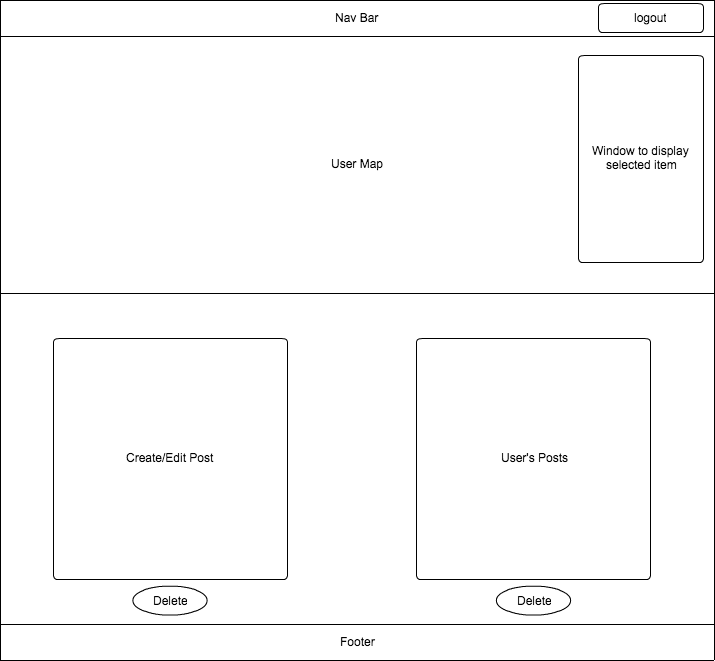 Nav Bar
logout
User Map
Window to display
selected item
Create/Edit Post
User's Posts
Delete
Delete
Footer